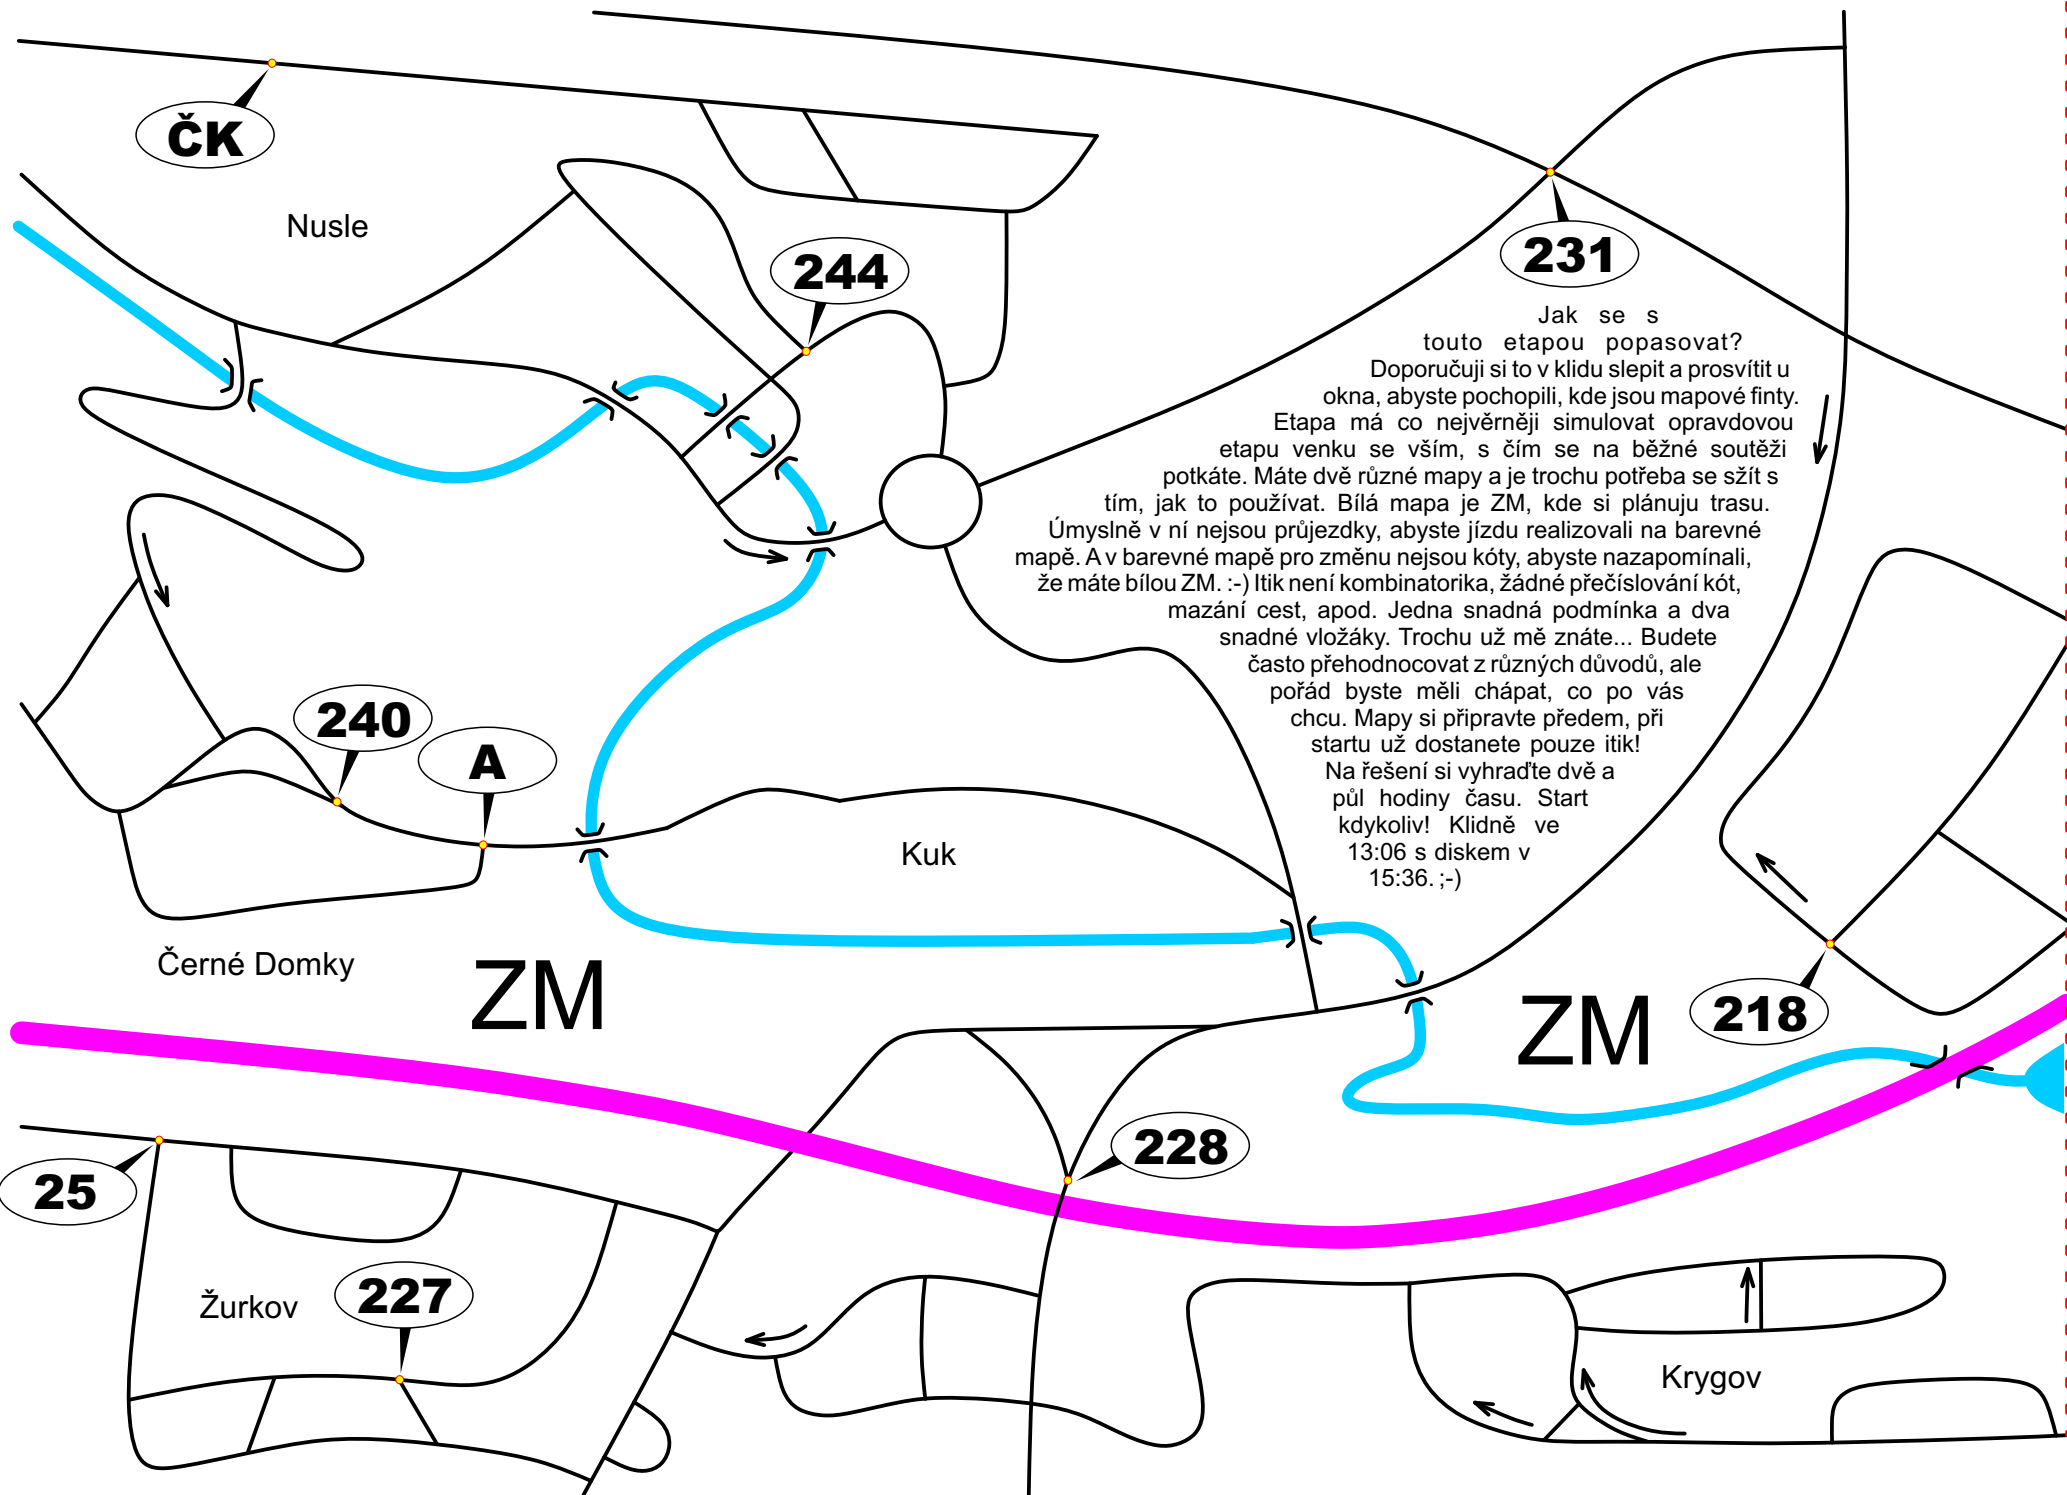 ČK
Nusle
244
231
Jak se s
touto etapou popasovat?
Doporučuji si to v klidu slepit a prosvítit u
okna, abyste pochopili, kde jsou mapové finty.
Etapa má co nejvěrněji simulovat opravdovou
etapu venku se vším, s čím se na běžné soutěži
potkáte. Máte dvě různé mapy a je trochu potřeba se sžít s
tím, jak to používat. Bílá mapa je ZM, kde si plánuju trasu.
Úmyslně v ní nejsou průjezdky, abyste jízdu realizovali na barevné
mapě. A v barevné mapě pro změnu nejsou kóty, abyste nazapomínali,
že máte bílou ZM. :-) Itik není kombinatorika, žádné přečíslování kót,
mazání cest, apod. Jedna snadná podmínka a dva
snadné vložáky. Trochu už mě znáte... Budete
často přehodnocovat z různých důvodů, ale
pořád byste měli chápat, co po vás
chcu. Mapy si připravte předem, při
startu už dostanete pouze itik!
Na řešení si vyhraďte dvě a
půl hodiny času. Start
kdykoliv! Klidně ve
13:06 s diskem v
15:36. ;-)
240
A
Kuk
Černé Domky
ZM
ZM
218
228
25
Žurkov
227
Krygov